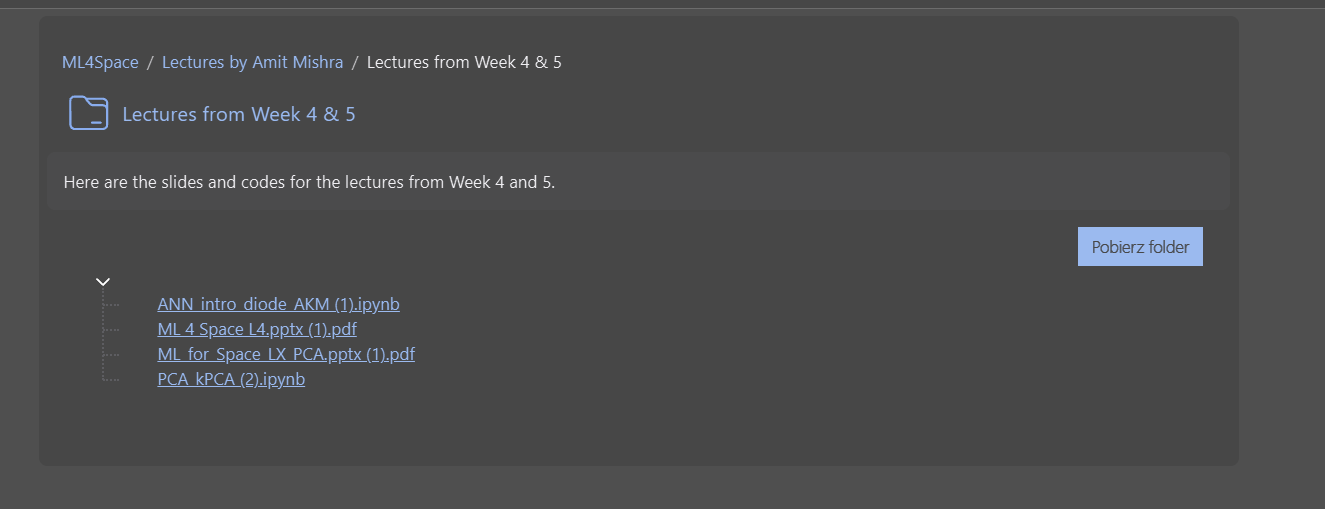 ML4Space / Lectures by Amit Mishra / Lectures from Week 4 & 5
Lectures from Week 4 & 5
Here are the slides and codes for the lectures from Week 4 and 5.
Pobierz folder
ANN_intro_diode_AKM (1).ipynb
ML 4 Space L4.pptx (1).pdf
ML_for_Space_LX_PCA.pptx (1).pdf
PCA_kPCA (2).ipynb